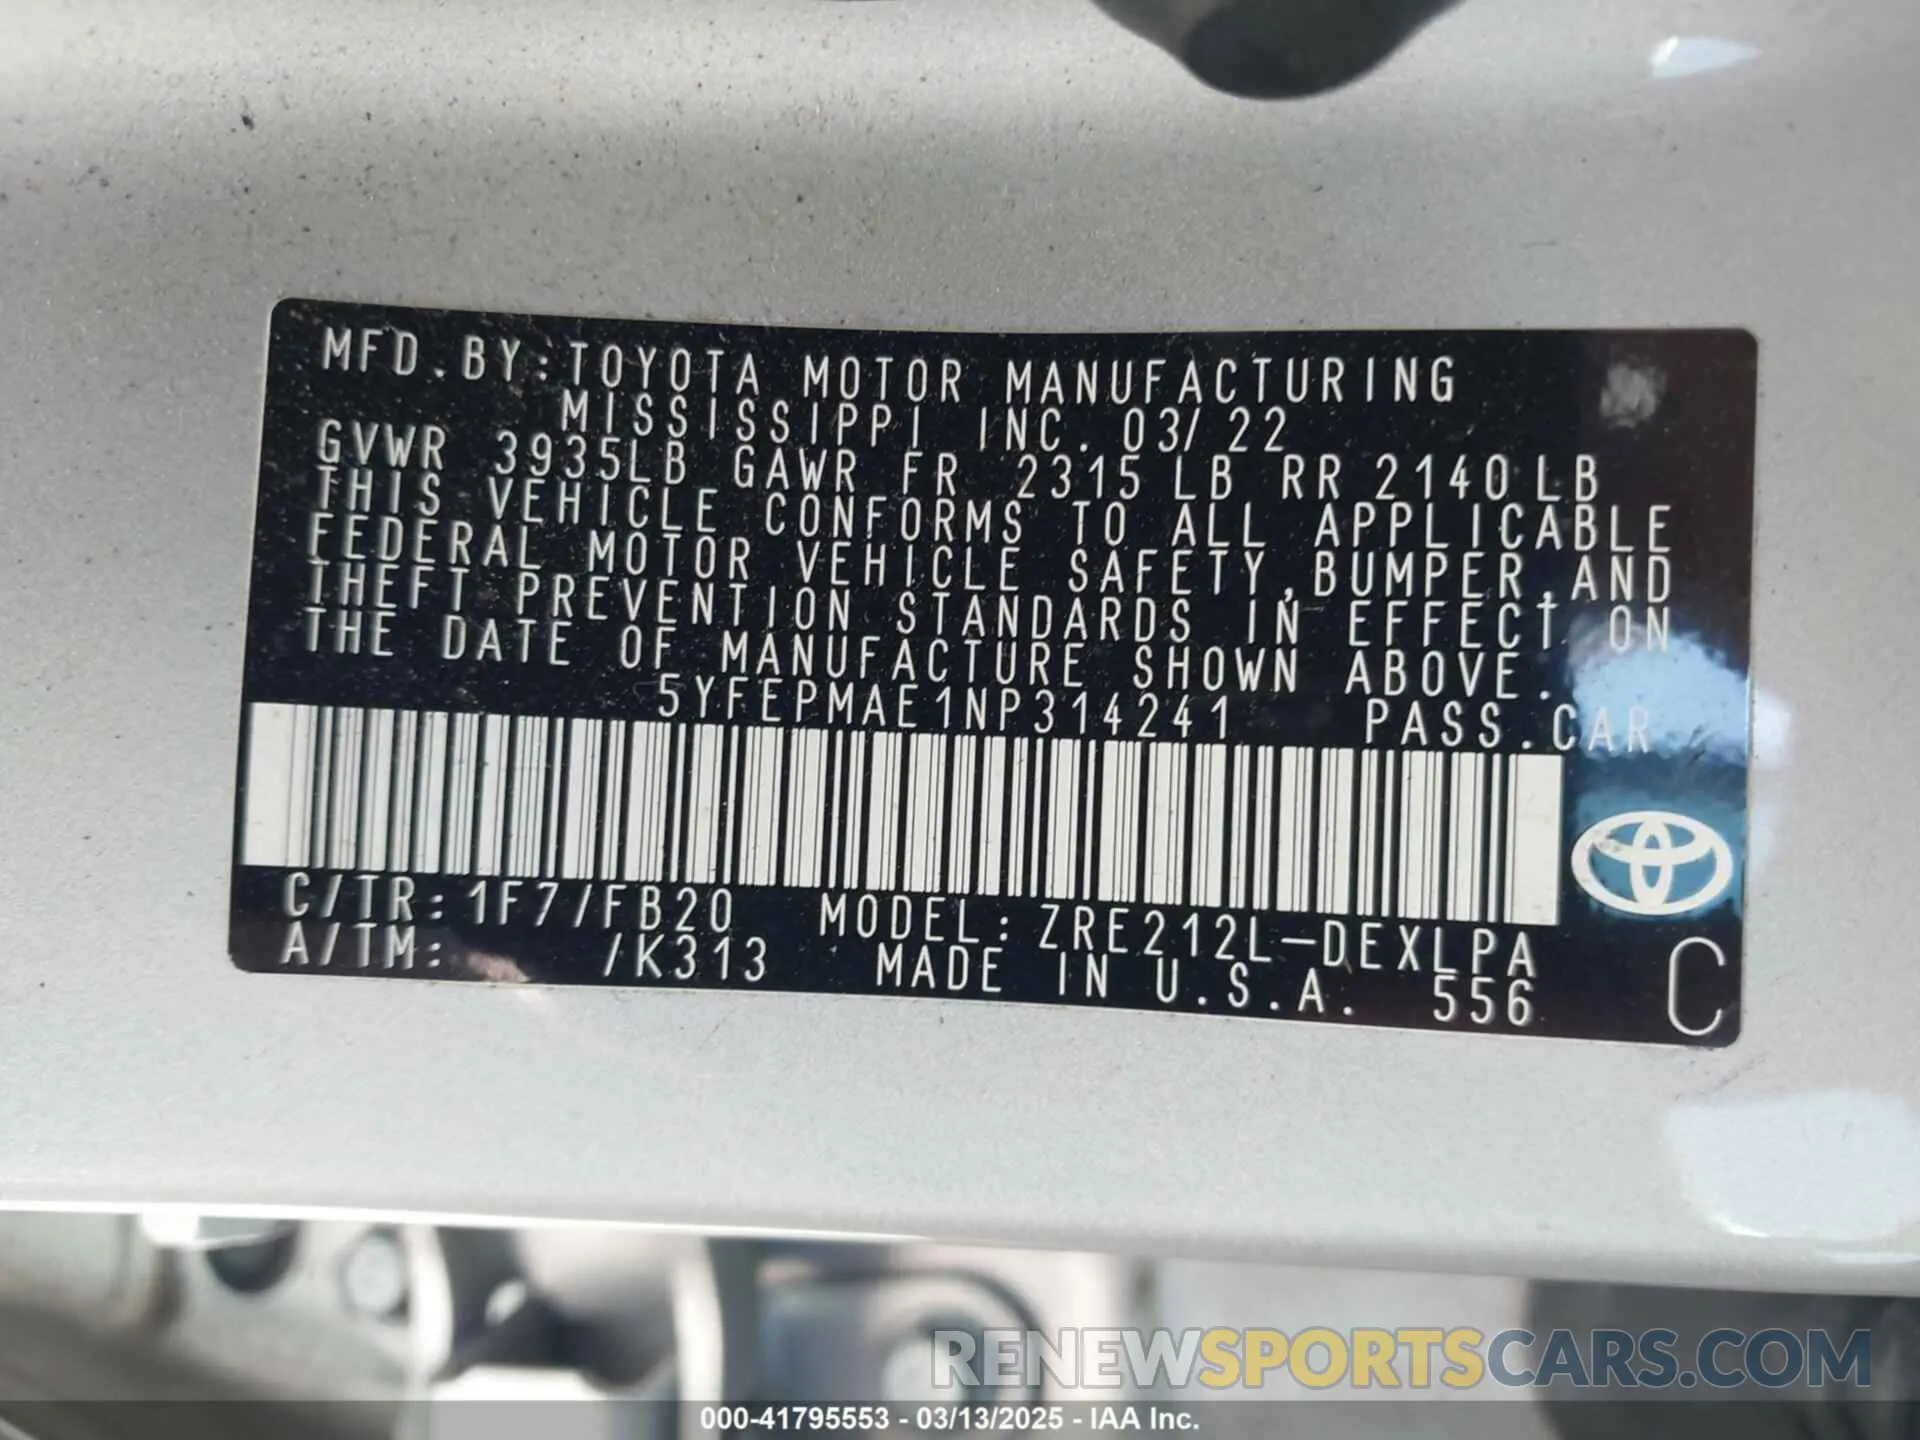 MFD.BY:TOYOTA MOTOR MANUFACTURING
MISSISSIPPI INC. 03/22
GVWR 3935LB GAWR FR 2315LB RR 2140LB
THIS VEHICLE CONFORMS TO ALL APPLICABLE
FEDERAL MOTOR VEHICLE SAFETY,BUMPER,AND
THEFT PREVENTION STANDARDS IN EFFECT ON
THE DATE OF MANUFACTURE SHOWN ABOVE.
5YFEPMAE1NP314241 PASS.CAR
C/TR:1F7/FB20 MODEL:ZRE212L-DEXLPA
A/TM: /K313 MADE IN U.S.A. 556
C
RENEWSPORTSCARS.COM
000-41795553 - 03/13/2025 - IAA Inc.